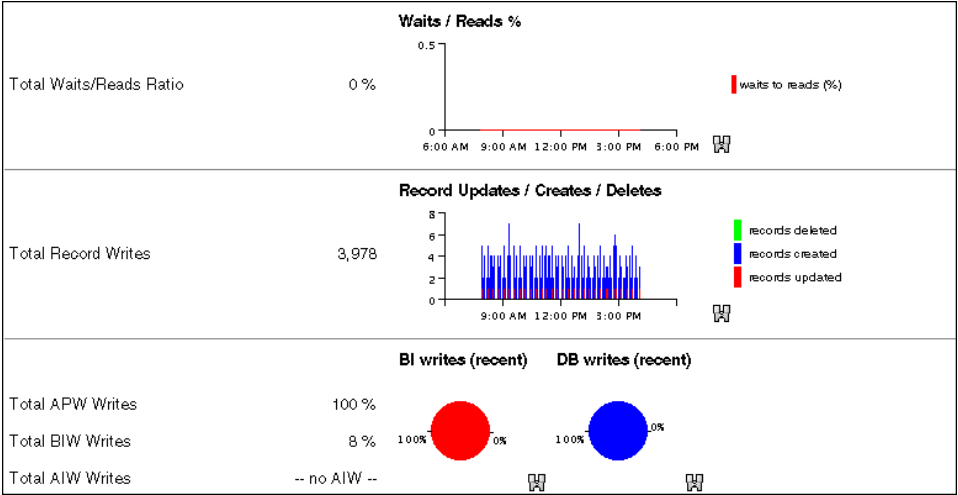 Waits / Reads %
0.5
Total Waits/Reads Ratio 0 % waits to reads (%)
0
6:00 AM 9:00 AM 12:00 PM 3:00 PM 6:00 PM
Record Updates / Creates / Deletes
8
6 records deleted
Total Record Writes 3,978 4 records created
2 records updated
0
9:00 AM 12:00 PM 3:00 PM
BI writes (recent) DB writes (recent)
Total APW Writes 100 %
Total BIW Writes 8 % 100% 0% 100% 0%
Total AIW Writes -- no AIW --